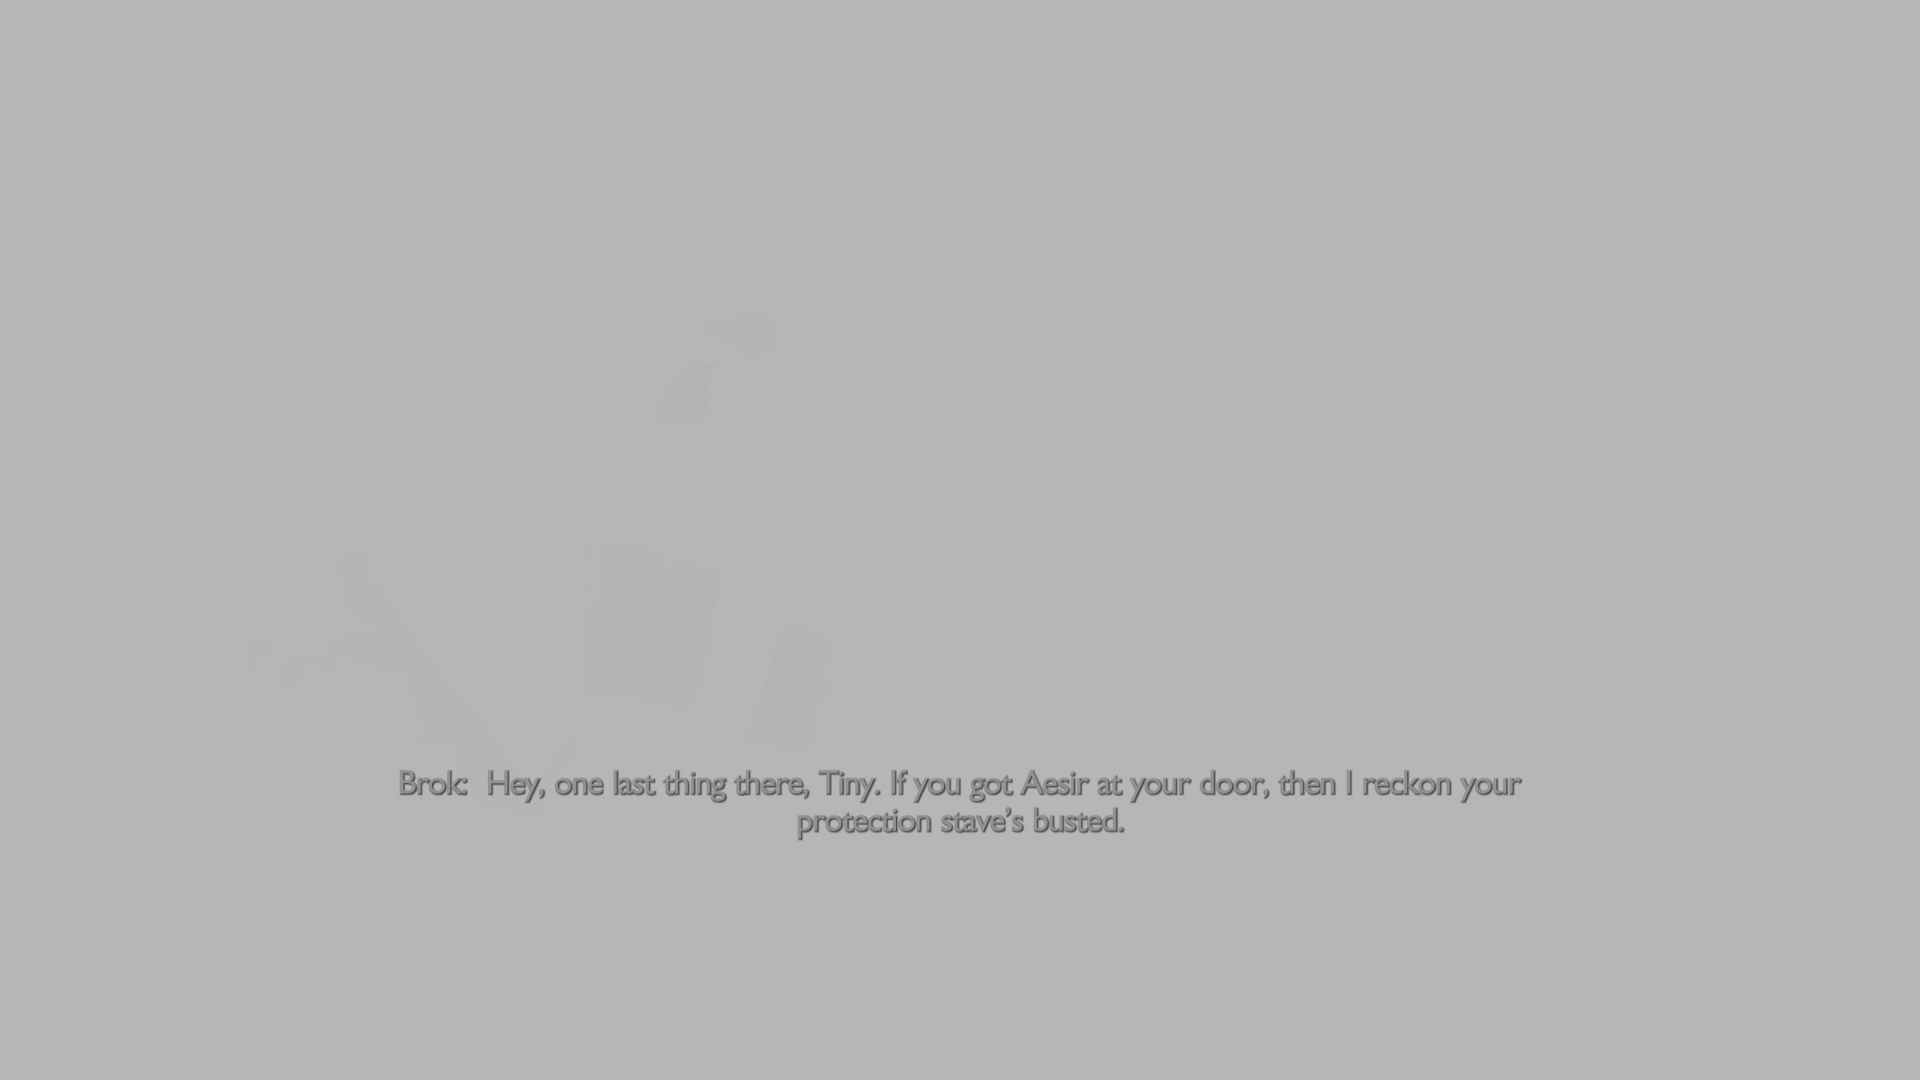 Brok:  Hey, one last thing there, Tiny. If you got Aesir at your door, then I reckon your
protection stave's busted.